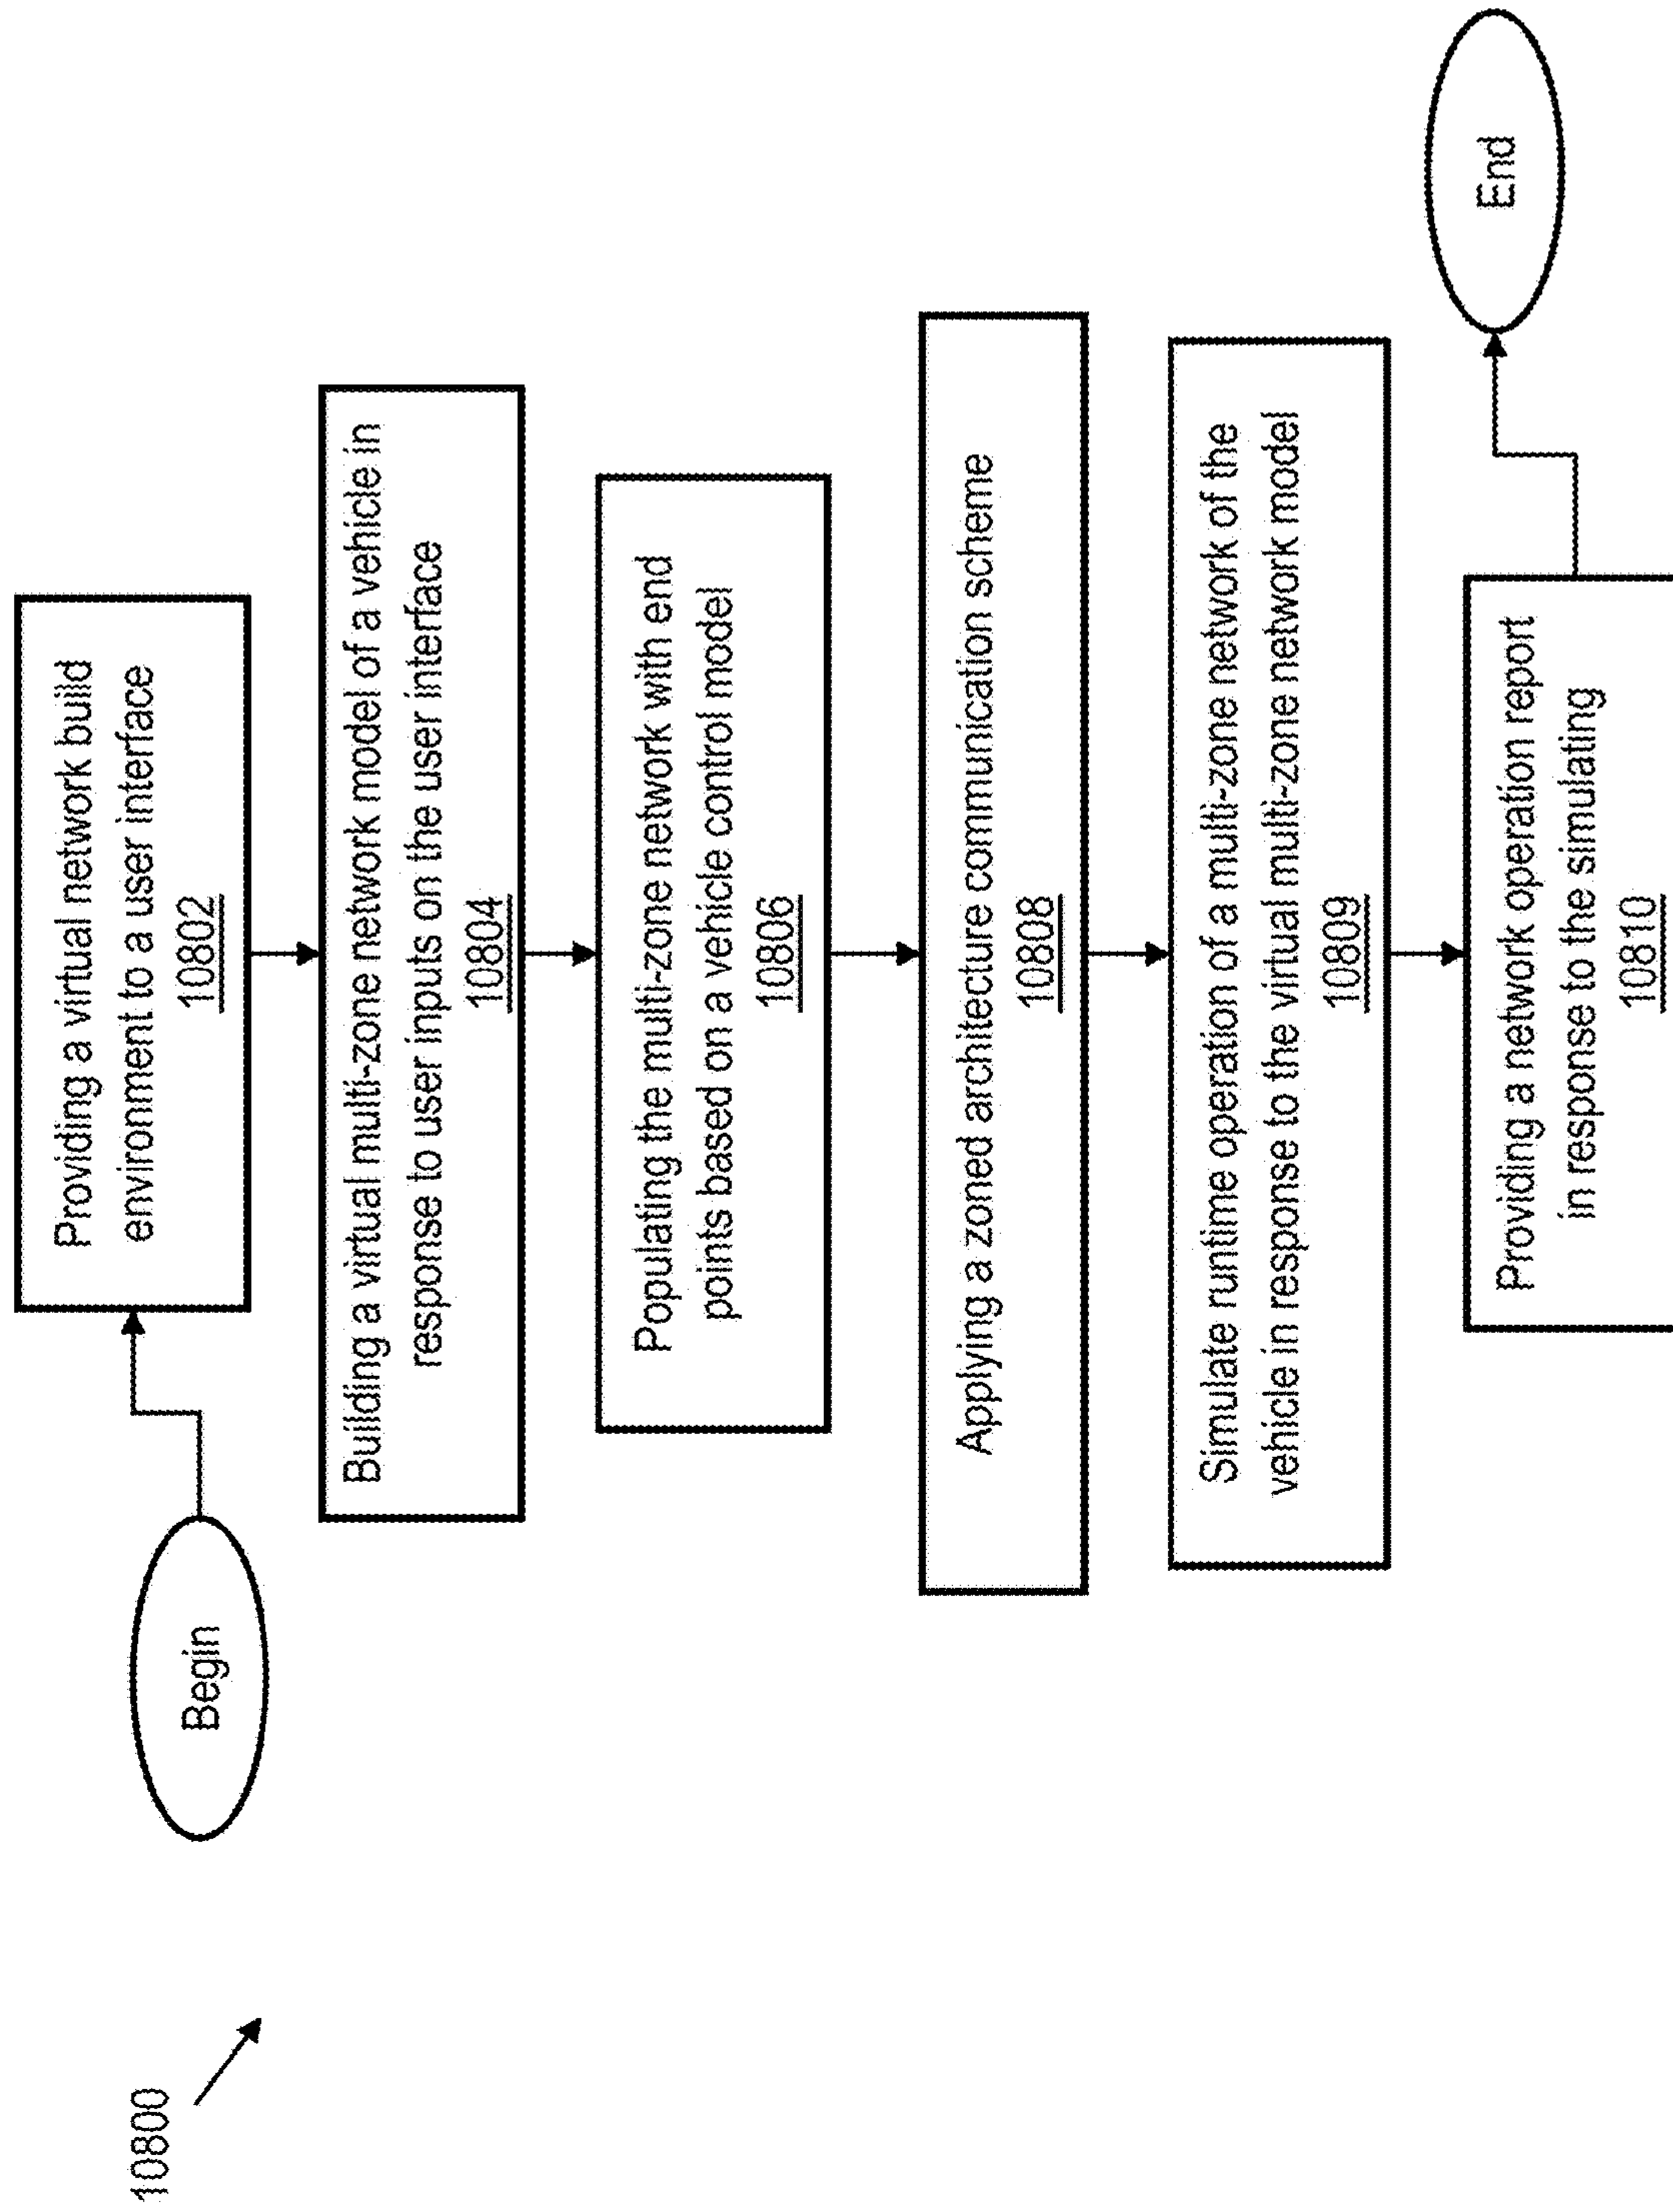 10800
Begin
Providing a virtual network build
environment to a user interface
10802
Building a virtual multi-zone network model of a vehicle in
response to user inputs on the user interface
10804
Populating the multi-zone network with end
points based on a vehicle control model
10806
Applying a zoned architecture communication scheme
10808
Simulate runtime operation of a multi-zone network of the
vehicle in response to the virtual multi-zone network model
10809
Providing a network operation report
in response to the simulating
10810
End